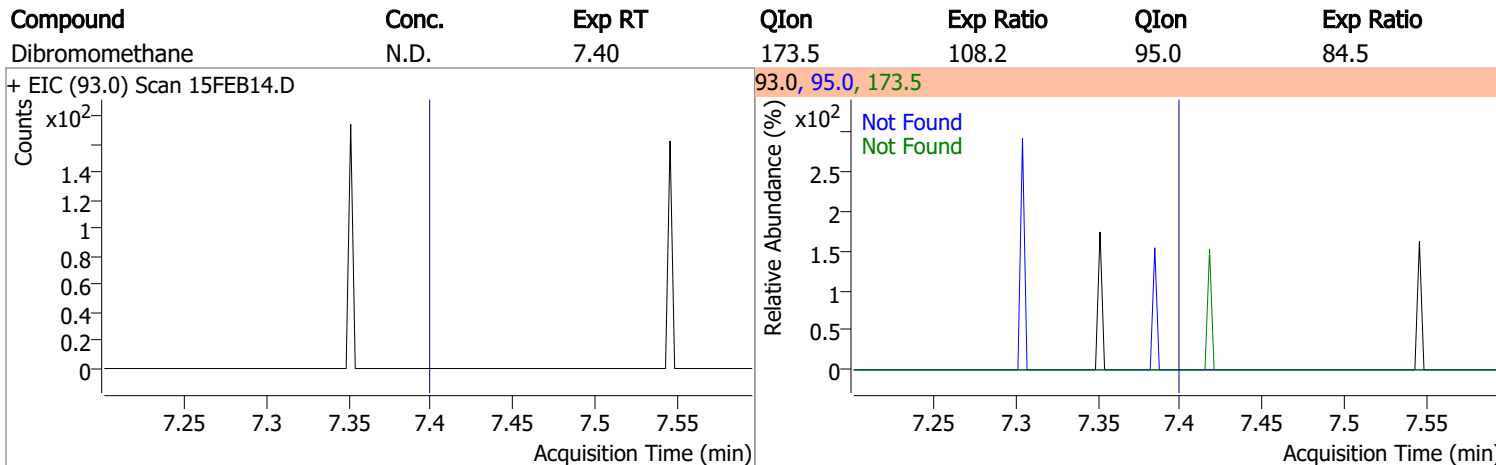 Compound Conc. Exp RT QIon Exp Ratio QIon Exp Ratio
Dibromomethane N.D. 7.40 173.5 108.2 95.0 84.5
+ EIC (93.0) Scan 15FEB14.D
Counts
x10²
1.4
1.2
1
0.8
0.6
0.4
0.2
0
7.25 7.3 7.35 7.4 7.45 7.5 7.55
Acquisition Time (min)
93.0, 95.0, 173.5
Relative Abundance (%)
x10²
Not Found
Not Found
2.5
2
1.5
1
0.5
0
7.25 7.3 7.35 7.4 7.45 7.5 7.55
Acquisition Time (min)